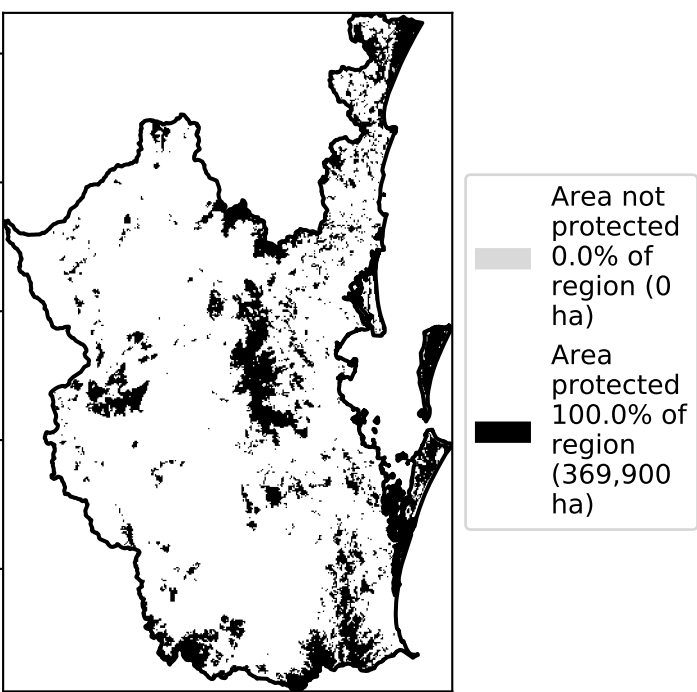 Area not
protected
0.0% of
region (0
ha)
Area
protected
100.0% of
region
(369,900
ha)